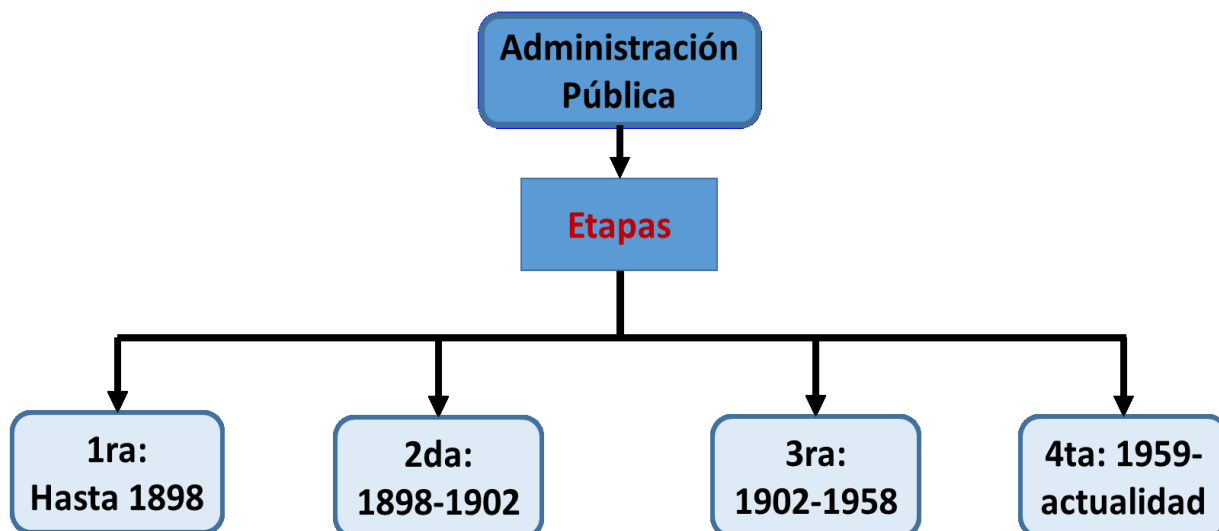 Administración
Pública
Etapas
1ra:
Hasta 1898
2da:
1898-1902
3ra:
1902-1958
4ta: 1959-
actualidad